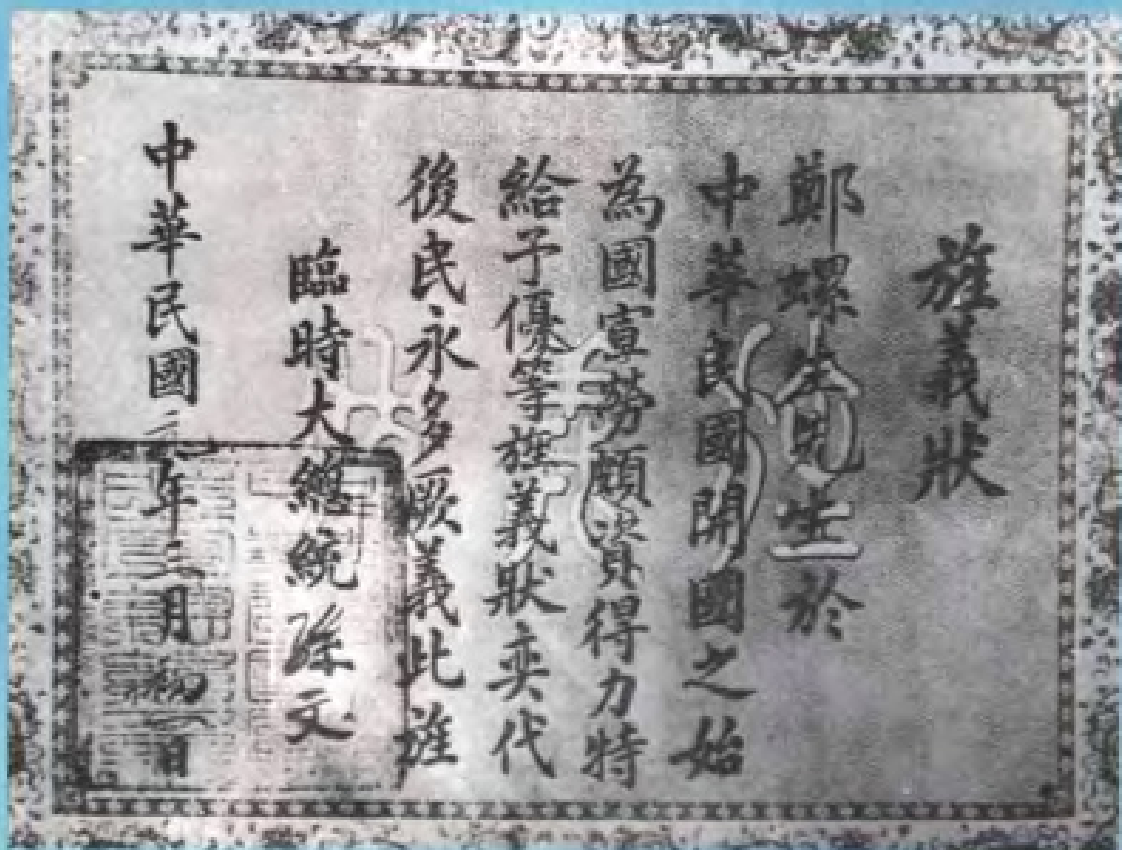 旌義狀
鄭螺生先生於
中華民國開國之始
為國宣勞頗資得力特
給予優等旌義狀奕代
後民永多厥義此旌
臨時大總統孫文
中華民國元年三月初一日